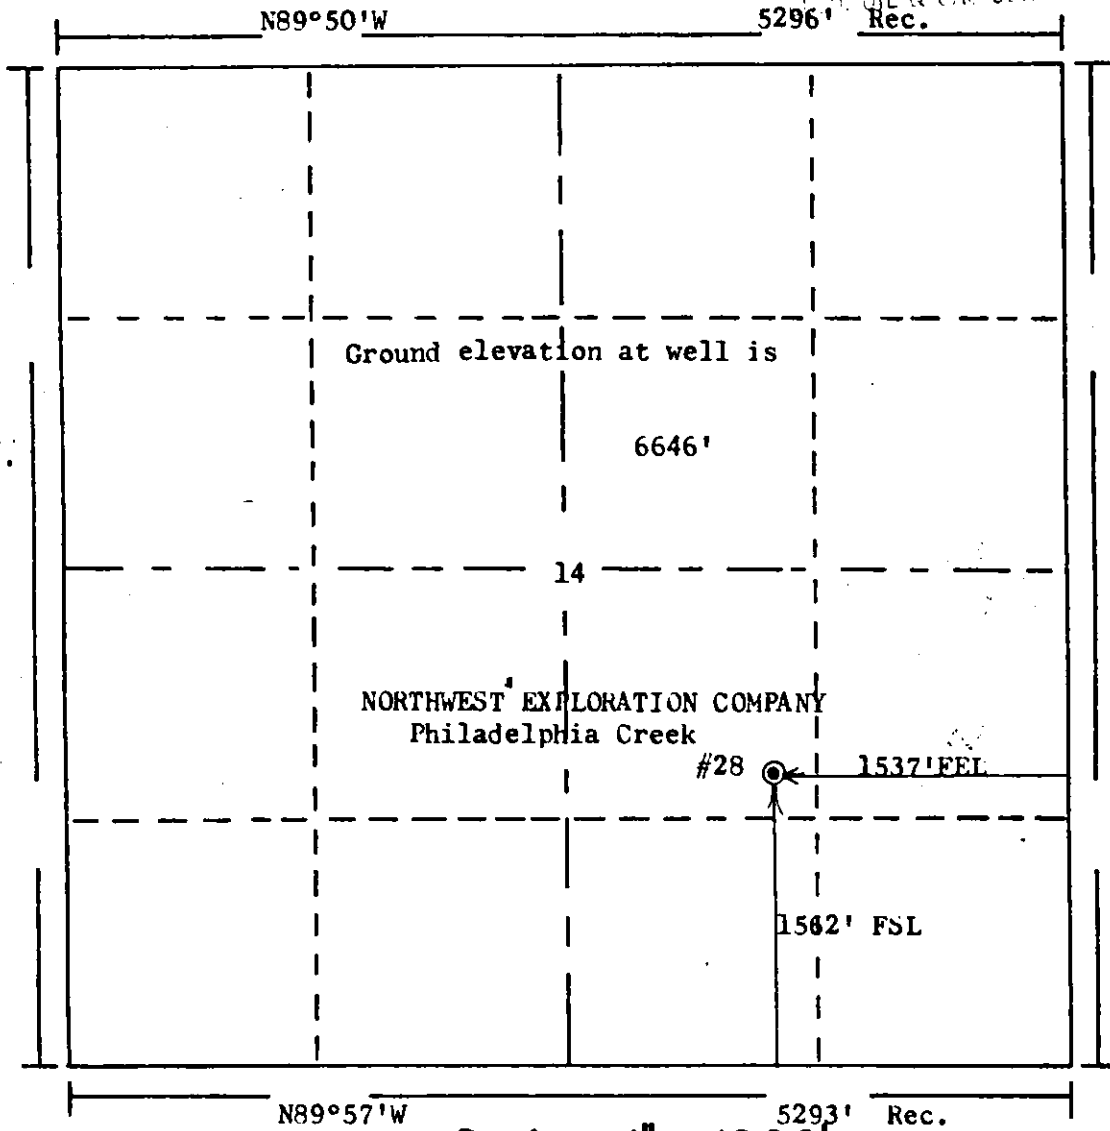 N89°50'W 5296' Rec.
Ground elevation at well is
6646'
14
NORTHWEST EXPLORATION COMPANY
Philadelphia Creek
#28 1537'FEL
1562' FSL
N89°57'W 5293' Rec.